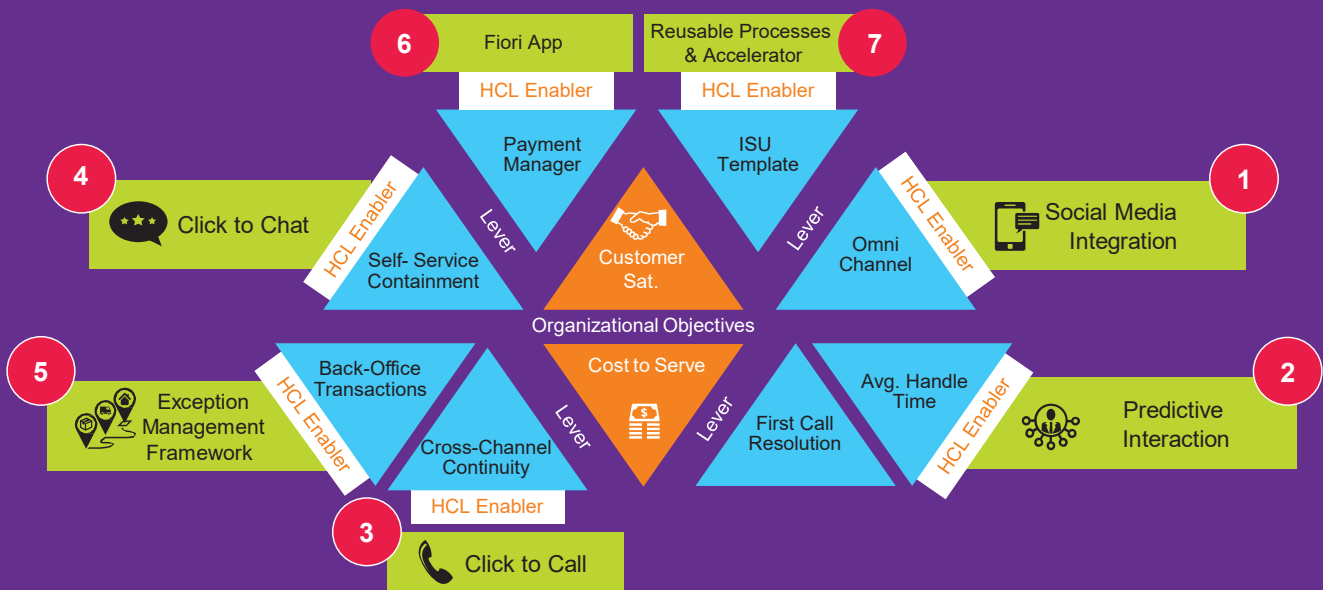 6
Fiori App
HCL Enabler
Payment
Manager
Reusable Processes
& Accelerator
7
HCL Enabler
ISU
Template
4
Click to Chat
HCL Enabler
Self- Service
Containment
Lever
Customer
Sat.
Lever
Omni
Channel
HCL Enabler
1
Social Media
Integration
Organizational Objectives
5
Exception
Management
Framework
HCL Enabler
Back-Office
Transactions
Cross-Channel
Continuity
HCL Enabler
3
Click to Call
Lever
Cost to Serve
$
Lever
First Call
Resolution
Avg. Handle
Time
HCL Enabler
2
Predictive
Interaction